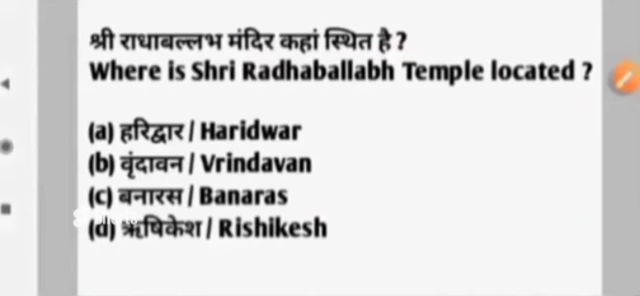 श्री राधाबल्लभ मंदिर कहां स्थित है ?
Where is Shri Radhaballabh Temple located ?
(a) हरिद्वार / Haridwar
(b) वृंदावन / Vrindavan
(c) बनारस / Banaras
(d) ऋषिकेश / Rishikesh